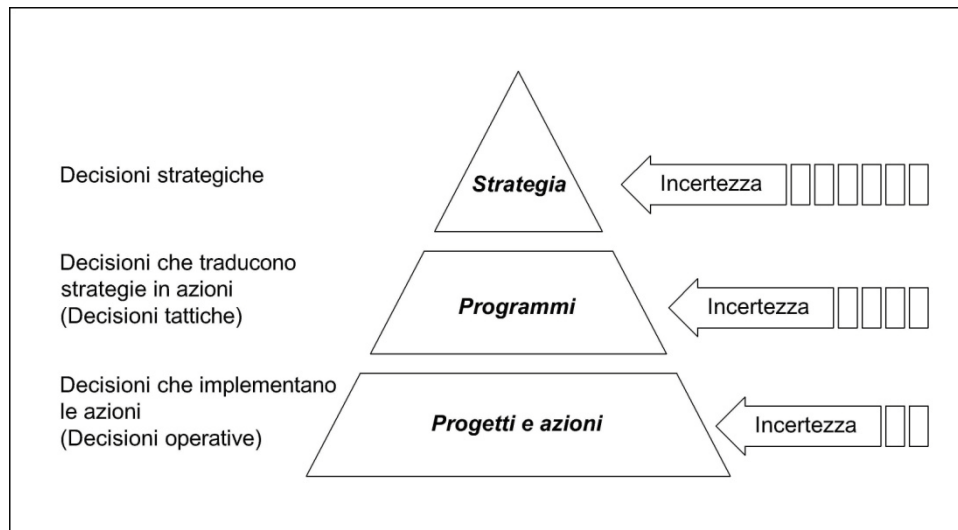 Decisioni strategiche
Strategia
Incertezza
Decisioni che traducono
strategie in azioni
(Decisioni tattiche)
Programmi
Incertezza
Decisioni che implementano
le azioni
(Decisioni operative)
Progetti e azioni
Incertezza